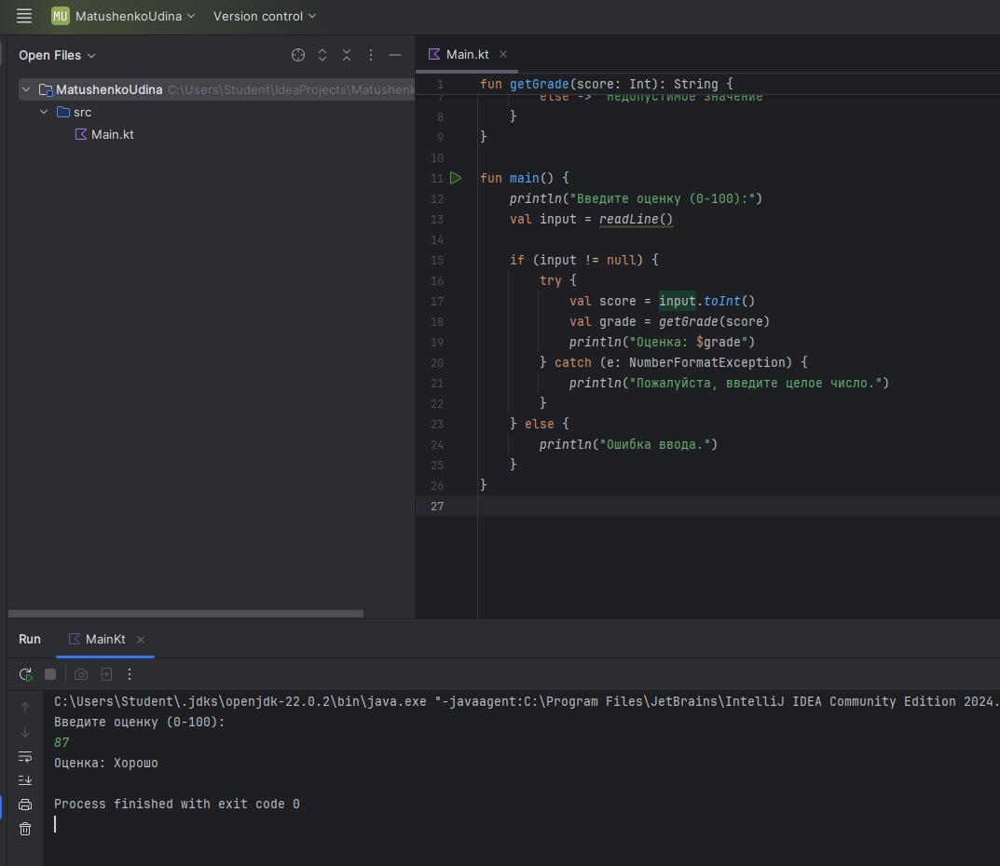 MU MatushenkoUdina Version control
Open Files
Main.kt
MatushenkoUdina C:\Users\Student\IdeaProjects\Matushenk
src
Main.kt
1 fun getGrade(score: Int): String {
7 else -> "Недопустимое значение"
8 }
9 }
10
11 fun main() {
12 println("Введите оценку (0-100):")
13 val input = readLine()
14
15 if (input != null) {
16 try {
17 val score = input.toInt()
18 val grade = getGrade(score)
19 println("Оценка: $grade")
20 } catch (e: NumberFormatException) {
21 println("Пожалуйста, введите целое число.")
22 }
23 } else {
24 println("Ошибка ввода.")
25 }
26 }
27
Run MainKt
C:\Users\Student\.jdks\openjdk-22.0.2\bin\java.exe "-javaagent:C:\Program Files\JetBrains\IntelliJ IDEA Community Edition 2024.
Введите оценку (0-100):
87
Оценка: Хорошо
Process finished with exit code 0